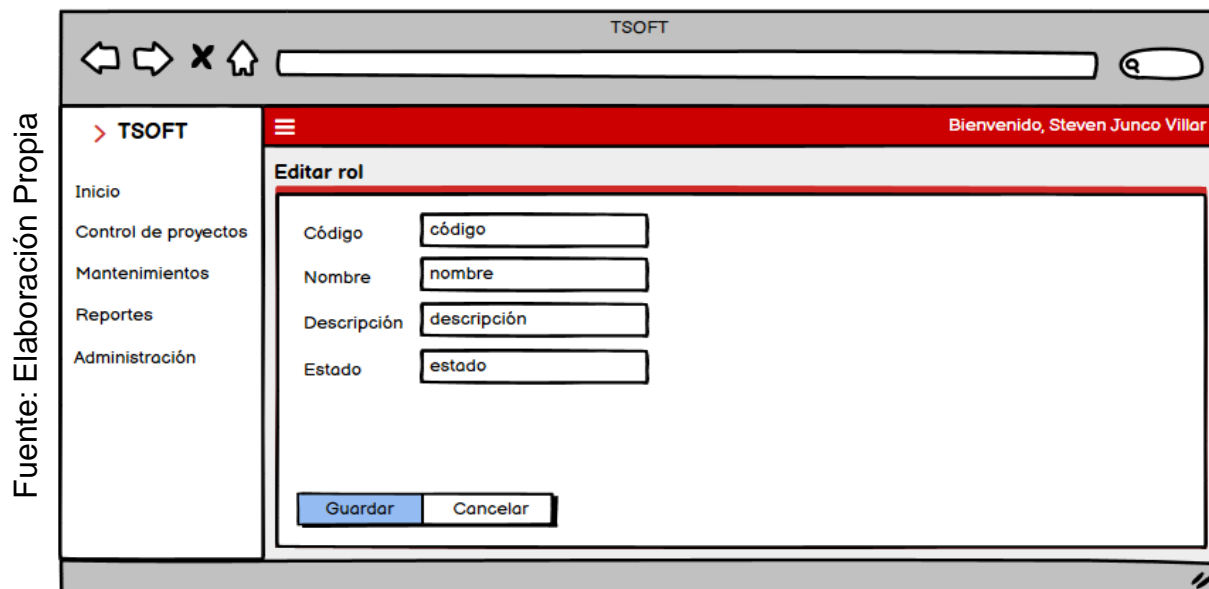 TSOFT
Fuente: Elaboración Propia
> TSOFT
Bienvenido, Steven Junco Villar
Inicio
Control de proyectos
Mantenimientos
Reportes
Administración
Editar rol
Código código
Nombre nombre
Descripción descripción
Estado estado
Guardar Cancelar